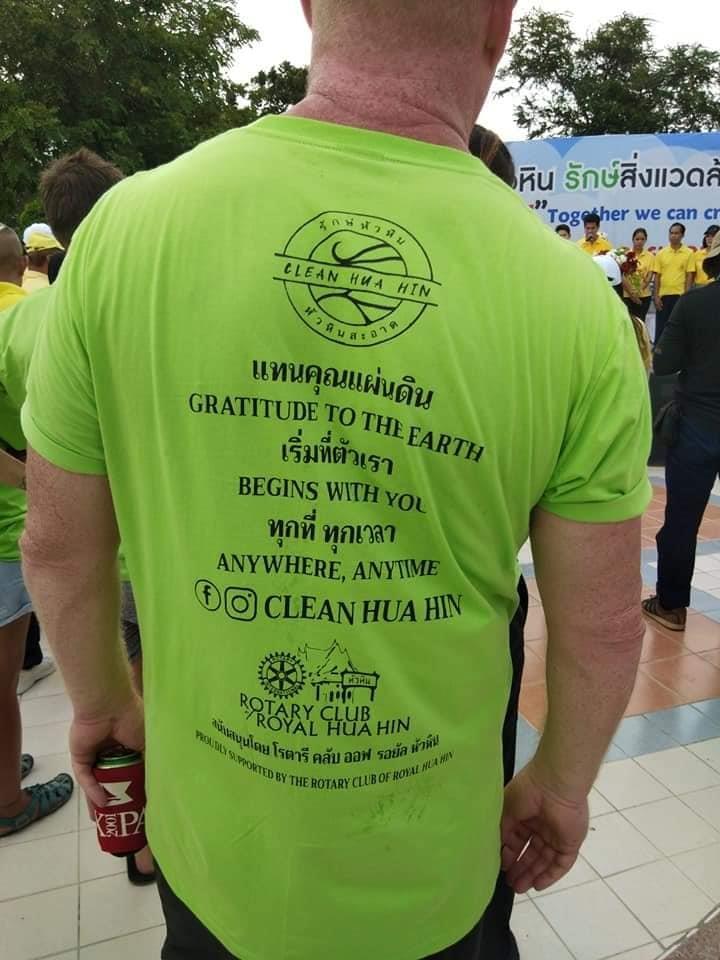 หิน รักษ์สิ่งแวดล้
"Together we can cr
รักษ์หัวหิน
CLEAN HUA HIN
หัวหินสะอาด
แทนคุณแผ่นดิน
GRATITUDE TO THE EARTH
เริ่มที่ตัวเรา
BEGINS WITH YOU
ทุกที่ ทุกเวลา
ANYWHERE, ANYTIME
CLEAN HUA HIN
หัวหิน
ROTARY CLUB
of ROYAL HUA HIN
สนับสนุนโดย โรตารี คลับ ออฟ รอยัล หัวหิน
PROUDLY SUPPORTED BY THE ROTARY CLUB OF ROYAL HUA HIN
2001
PA